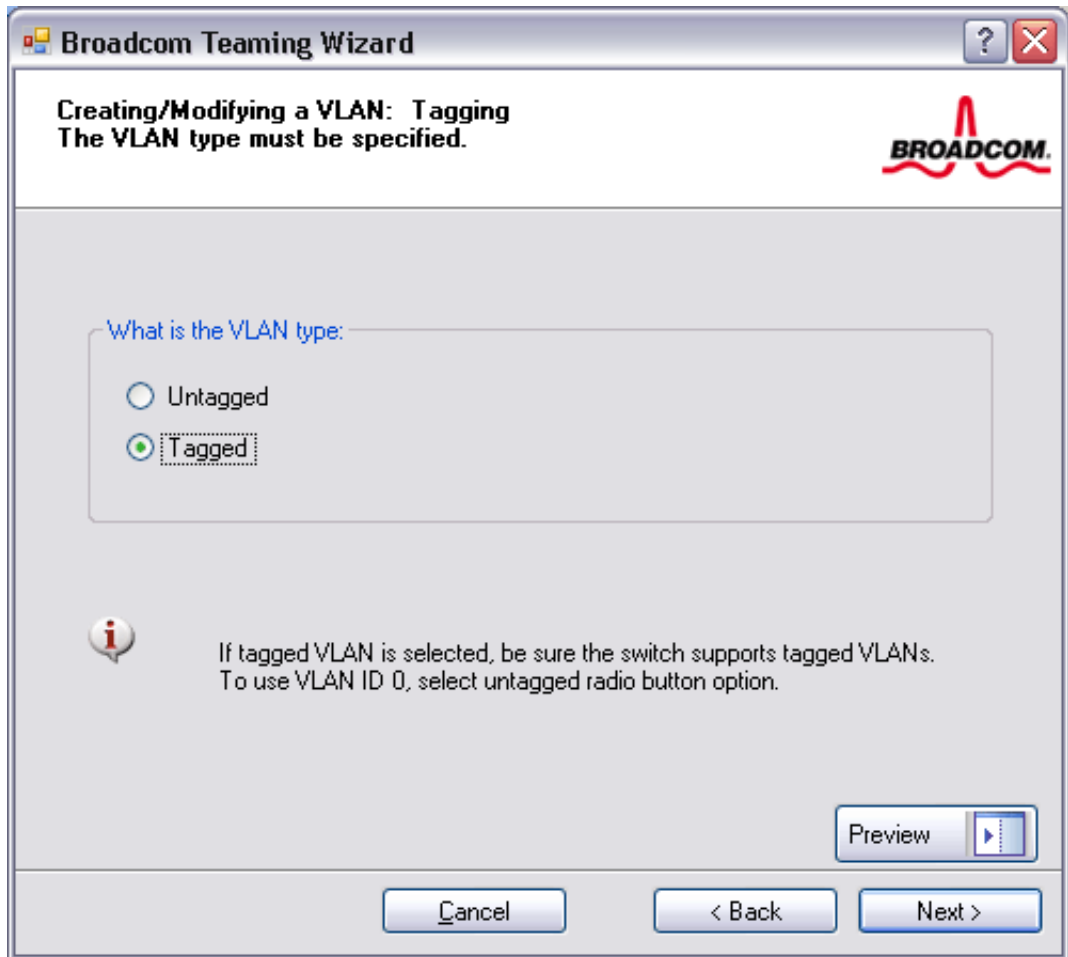 Broadcom Teaming Wizard
Creating/Modifying a VLAN: Tagging
The VLAN type must be specified.
BROADCOM.
What is the VLAN type:
Untagged
Tagged
If tagged VLAN is selected, be sure the switch supports tagged VLANs.
To use VLAN ID 0, select untagged radio button option.
Preview
Cancel
< Back
Next >